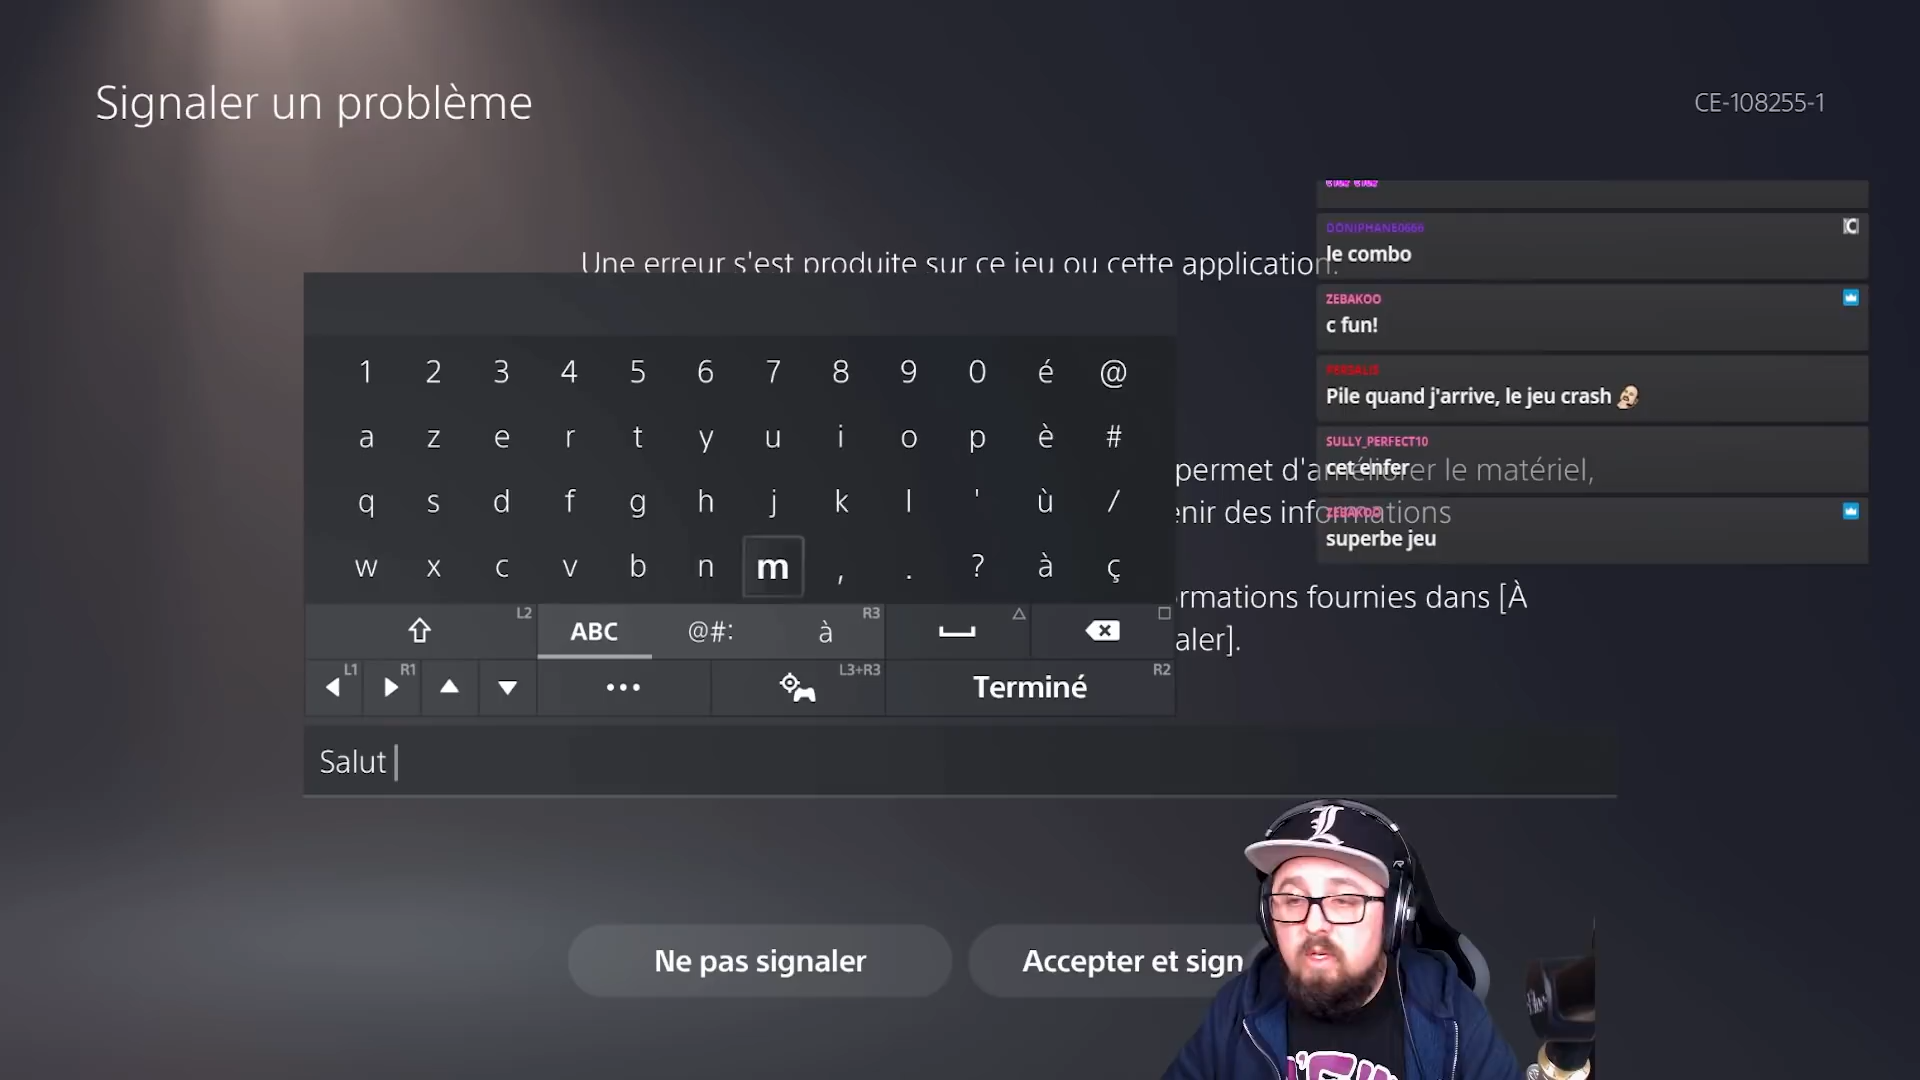 Signaler un problème
CE-108255-1
Une erreur s'est produite sur ce jeu ou cette application.
DONIPHANE0666
le combo
ZEBAKOO
c fun!
PERSALIS
Pile quand j'arrive, le jeu crash
SULLY_PERFECT10
cet enfer
ZEBAKOO
superbe jeu
permet d'améliorer le matériel,
enir des informations
rmations fournies dans [À
aler].
1 2 3 4 5 6 7 8 9 0 é @
a z e r t y u i o p è #
q s d f g h j k l ' ù /
w x c v b n m , . ? à ç
L2 ABC @#: à R3
L1 R1 ... L3+R3 Terminé R2
Salut
Ne pas signaler
Accepter et sign
L